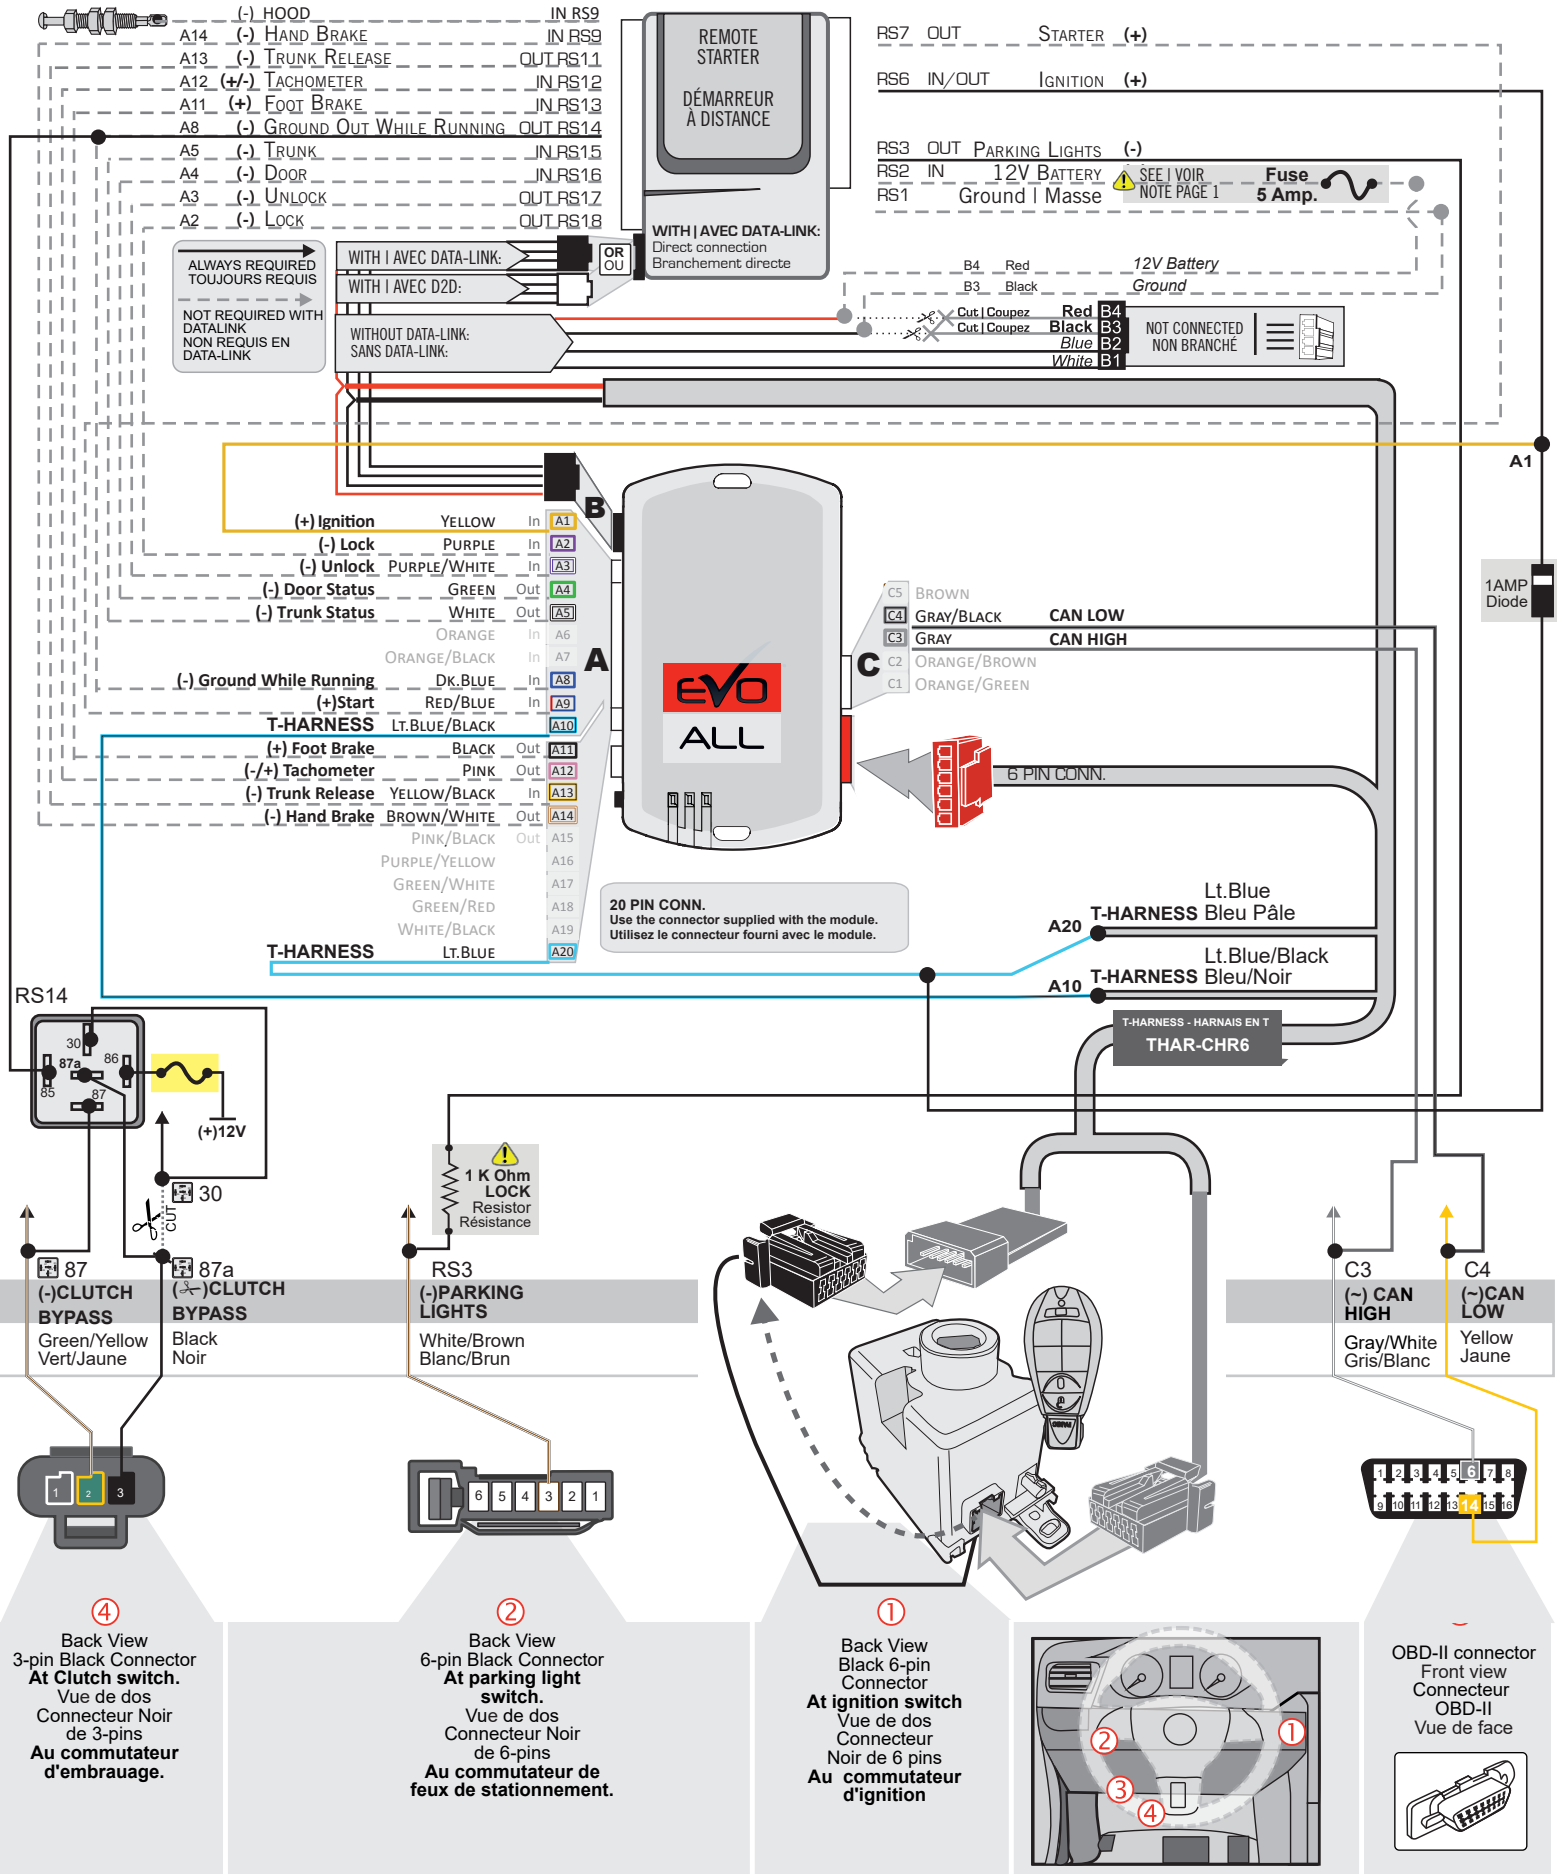 (-) HOOD IN RS9
A14 (-) HAND BRAKE IN RS9
A13 (-) TRUNK RELEASE OUT RS11
A12 (+/-) TACHOMETER IN RS12
A11 (+) FOOT BRAKE IN RS13
A8 (-) GROUND OUT WHILE RUNNING OUT RS14
A5 (-) TRUNK IN RS15
A4 (-) DOOR IN RS16
A3 (-) UNLOCK OUT RS17
A2 (-) LOCK OUT RS18
REMOTE
STARTER
DÉMARREUR
À DISTANCE
WITH | AVEC DATA-LINK:
Direct connection
Branchement directe
RS7 OUT STARTER (+)
RS6 IN/OUT IGNITION (+)
RS3 OUT PARKING LIGHTS (-)
RS2 IN 12V BATTERY
RS1 Ground | Masse
SEE | VOIR
NOTE PAGE 1
Fuse
5 Amp.
ALWAYS REQUIRED
TOUJOURS REQUIS
NOT REQUIRED WITH
DATALINK
NON REQUIS EN
DATA-LINK
WITH | AVEC DATA-LINK:
WITH | AVEC D2D:
OR
OU
WITHOUT DATA-LINK:
SANS DATA-LINK:
B4 Red 12V Battery
B3 Black Ground
Cut | Coupez Red B4
Cut | Coupez Black B3
Blue B2
White B1
NOT CONNECTED
NON BRANCHÉ
A1
B
(+) Ignition YELLOW In A1
(-) Lock PURPLE In A2
(-) Unlock PURPLE/WHITE In A3
(-) Door Status GREEN Out A4
(-) Trunk Status WHITE Out A5
ORANGE In A6
ORANGE/BLACK In A7
(-) Ground While Running DK.BLUE In A8
(+)Start RED/BLUE In A9
T-HARNESS LT.BLUE/BLACK A10
(+) Foot Brake BLACK Out A11
(-/+) Tachometer PINK Out A12
(-) Trunk Release YELLOW/BLACK In A13
(-) Hand Brake BROWN/WHITE Out A14
PINK/BLACK Out A15
PURPLE/YELLOW A16
GREEN/WHITE A17
GREEN/RED A18
WHITE/BLACK A19
T-HARNESS LT.BLUE A20
A
EVO
ALL
C
C5 BROWN
C4 GRAY/BLACK CAN LOW
C3 GRAY CAN HIGH
C2 ORANGE/BROWN
C1 ORANGE/GREEN
1AMP
Diode
6 PIN CONN.
20 PIN CONN.
Use the connector supplied with the module.
Utilisez le connecteur fourni avec le module.
Lt.Blue
A20 T-HARNESS Bleu Pâle
Lt.Blue/Black
A10 T-HARNESS Bleu/Noir
T-HARNESS - HARNAIS EN T
THAR-CHR6
RS14
30
87a
86
85
87
(+)12V
CUT
30
87
87a
(-)CLUTCH
BYPASS
Green/Yellow
Vert/Jaune
( )CLUTCH
BYPASS
Black
Noir
1 K Ohm
LOCK
Resistor
Résistance
RS3
(-)PARKING
LIGHTS
White/Brown
Blanc/Brun
C3
(~) CAN
HIGH
Gray/White
Gris/Blanc
C4
(~)CAN
LOW
Yellow
Jaune
1 2 3
6 5 4 3 2 1
1 2 3 4 5 6 7 8
9 10 11 12 13 14 15 16
4
Back View
3-pin Black Connector
At Clutch switch.
Vue de dos
Connecteur Noir
de 3-pins
Au commutateur
d'embrauage.
2
Back View
6-pin Black Connector
At parking light
switch.
Vue de dos
Connecteur Noir
de 6-pins
Au commutateur de
feux de stationnement.
1
Back View
Black 6-pin
Connector
At ignition switch
Vue de dos
Connecteur
Noir de 6 pins
Au commutateur
d'ignition
1
2
3
4
OBD-II connector
Front view
Connecteur
OBD-II
Vue de face